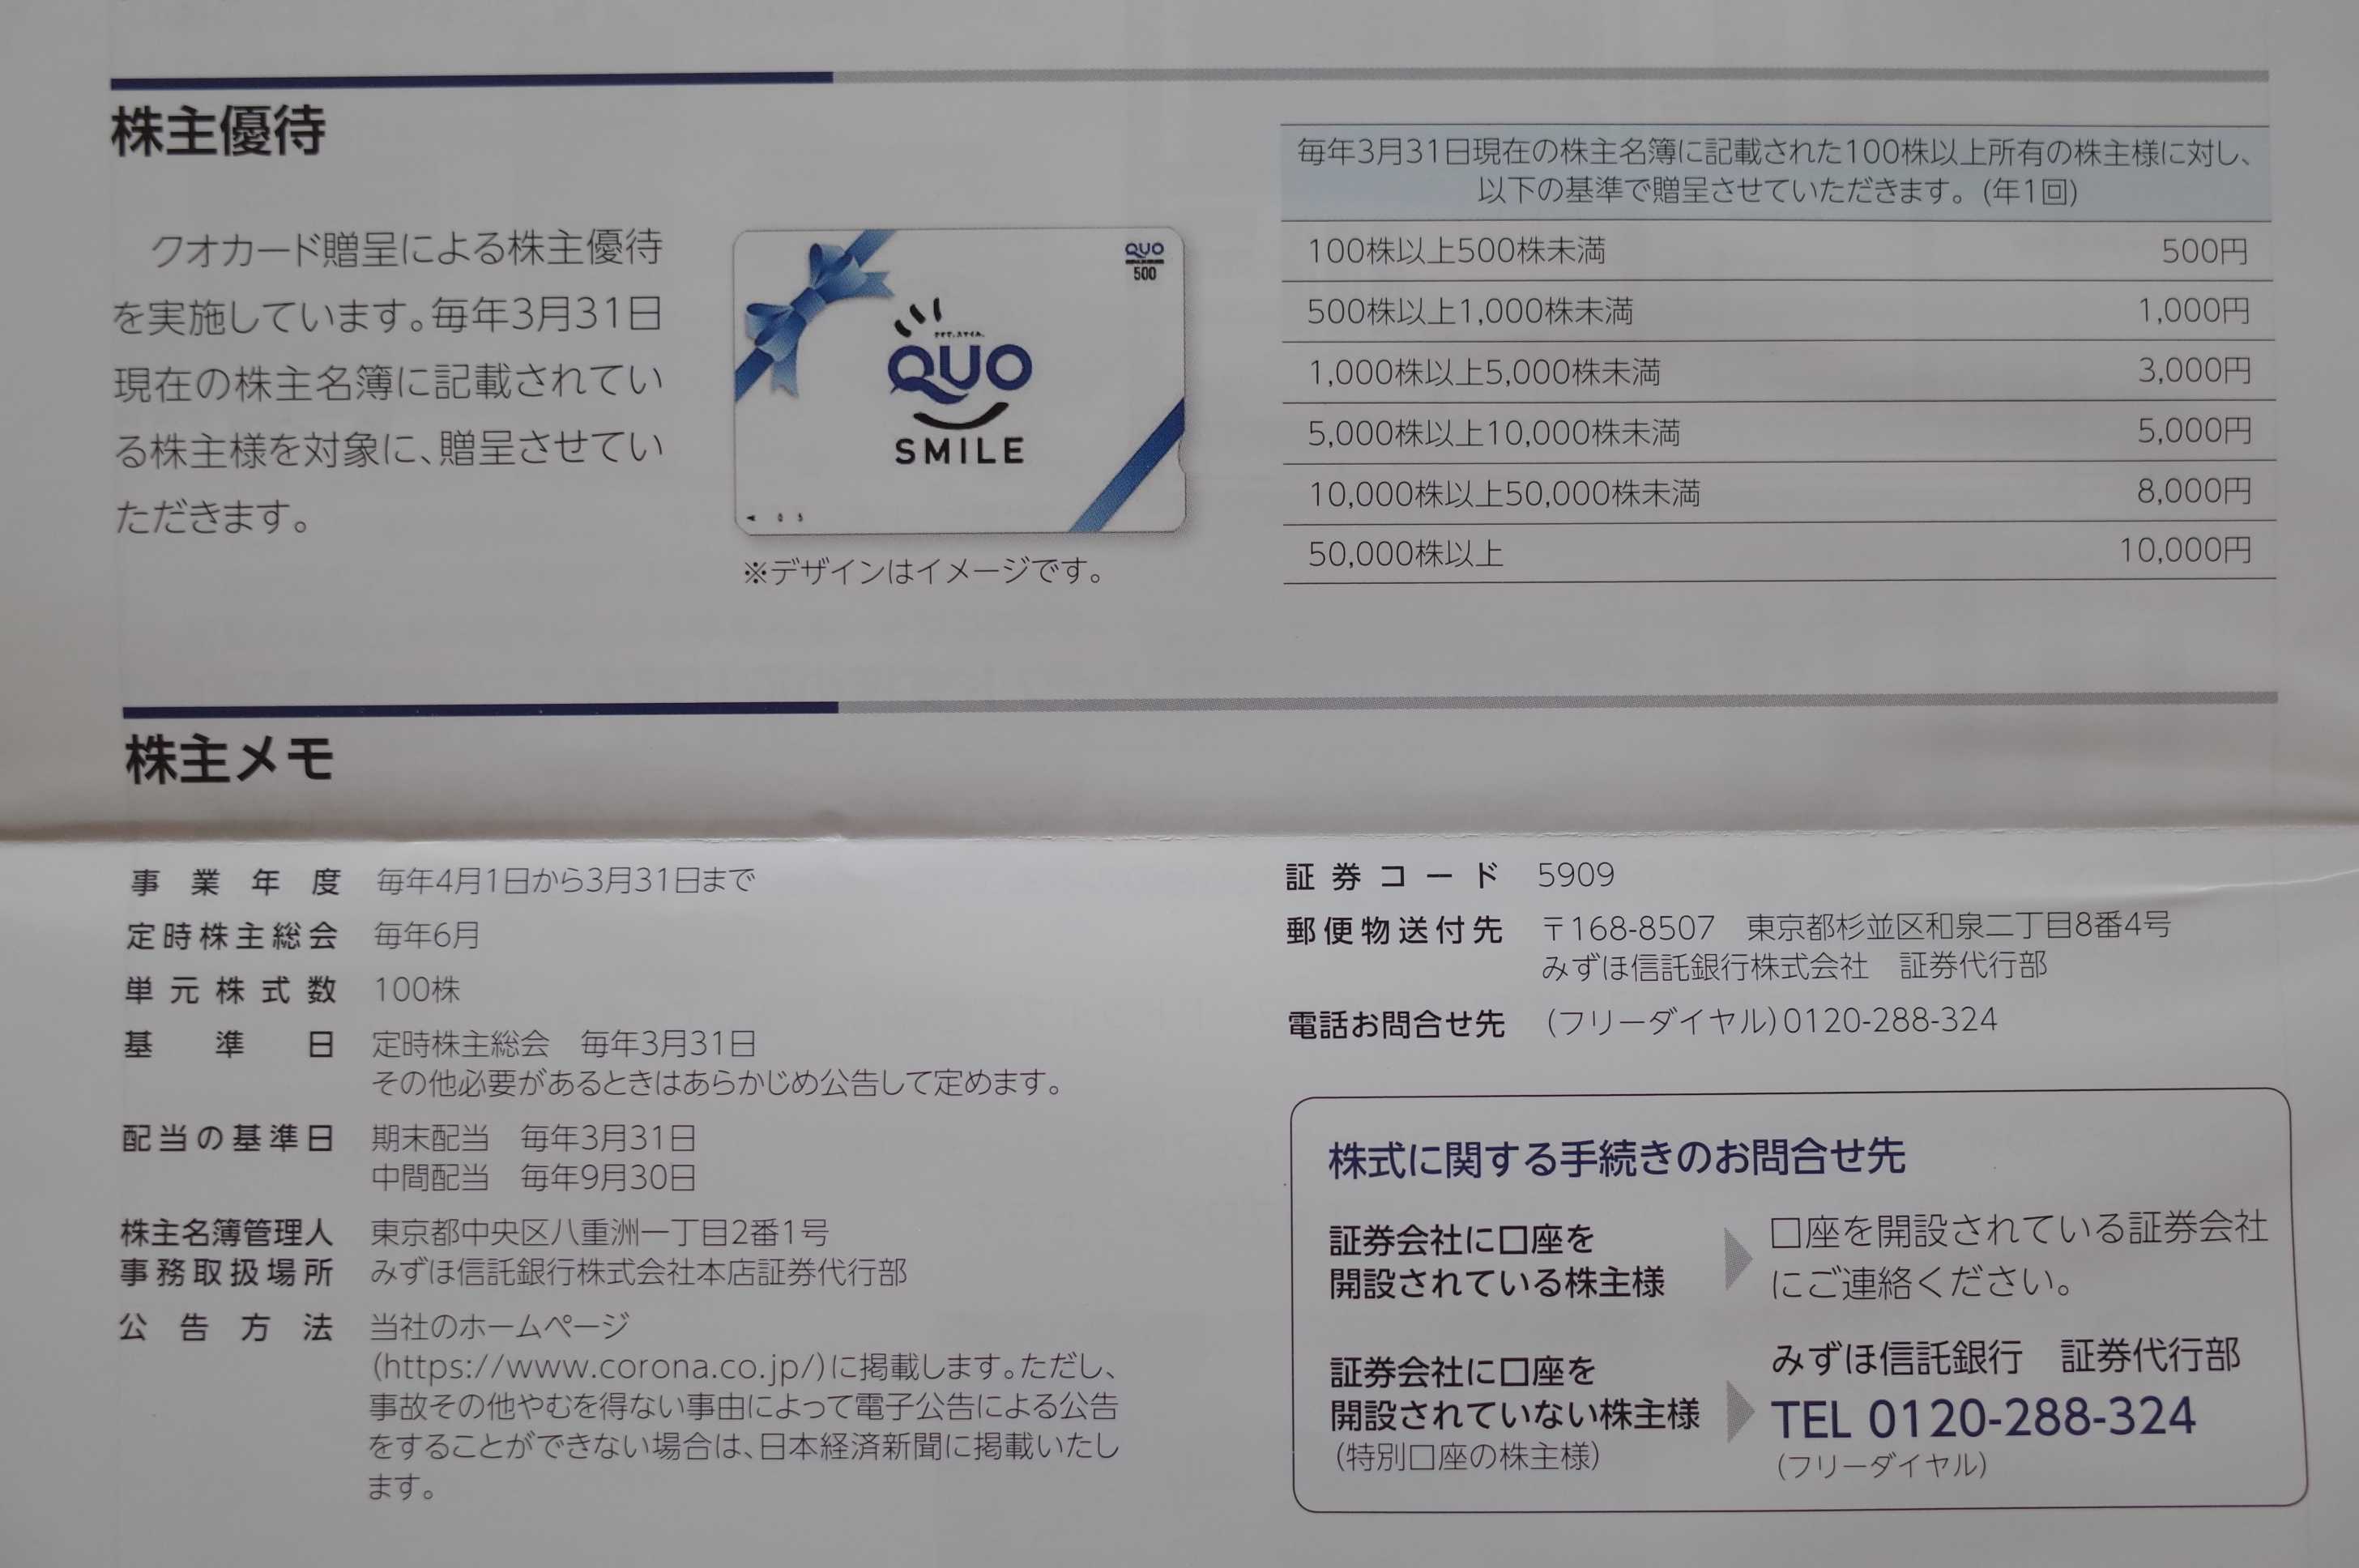 株主優待
クオカード贈呈による株主優待
を実施しています。毎年3月31日
現在の株主名簿に記載されてい
る株主様を対象に、贈呈させてい
ただきます。
QUO
500
QUO
SMILE
※デザインはイメージです。
毎年3月31日現在の株主名簿に記載された100株以上所有の株主様に対し、
以下の基準で贈呈させていただきます。(年1回)
100株以上500株未満 500円
500株以上1,000株未満 1,000円
1,000株以上5,000株未満 3,000円
5,000株以上10,000株未満 5,000円
10,000株以上50,000株未満 8,000円
50,000株以上 10,000円
株主メモ
事業年度 毎年4月1日から3月31日まで
定時株主総会 毎年6月
単元株式数 100株
基準日 定時株主総会 毎年3月31日
その他必要があるときはあらかじめ公告して定めます。
配当の基準日 期末配当 毎年3月31日
中間配当 毎年9月30日
株主名簿管理人 東京都中央区八重洲一丁目2番1号
事務取扱場所 みずほ信託銀行株式会社本店証券代行部
公告方法 当社のホームページ
(https://www.corona.co.jp/)に掲載します。ただし、
事故その他やむを得ない事由によって電子公告による公告
をすることができない場合は、日本経済新聞に掲載いたし
ます。
証券コード 5909
郵便物送付先 〒168-8507 東京都杉並区和泉二丁目8番4号
みずほ信託銀行株式会社 証券代行部
電話お問合せ先 (フリーダイヤル)0120-288-324
株式に関する手続きのお問合せ先
証券会社に口座を
開設されている株主様
口座を開設されている証券会社
にご連絡ください。
証券会社に口座を
開設されていない株主様
(特別口座の株主様)
みずほ信託銀行 証券代行部
TEL 0120-288-324
(フリーダイヤル)